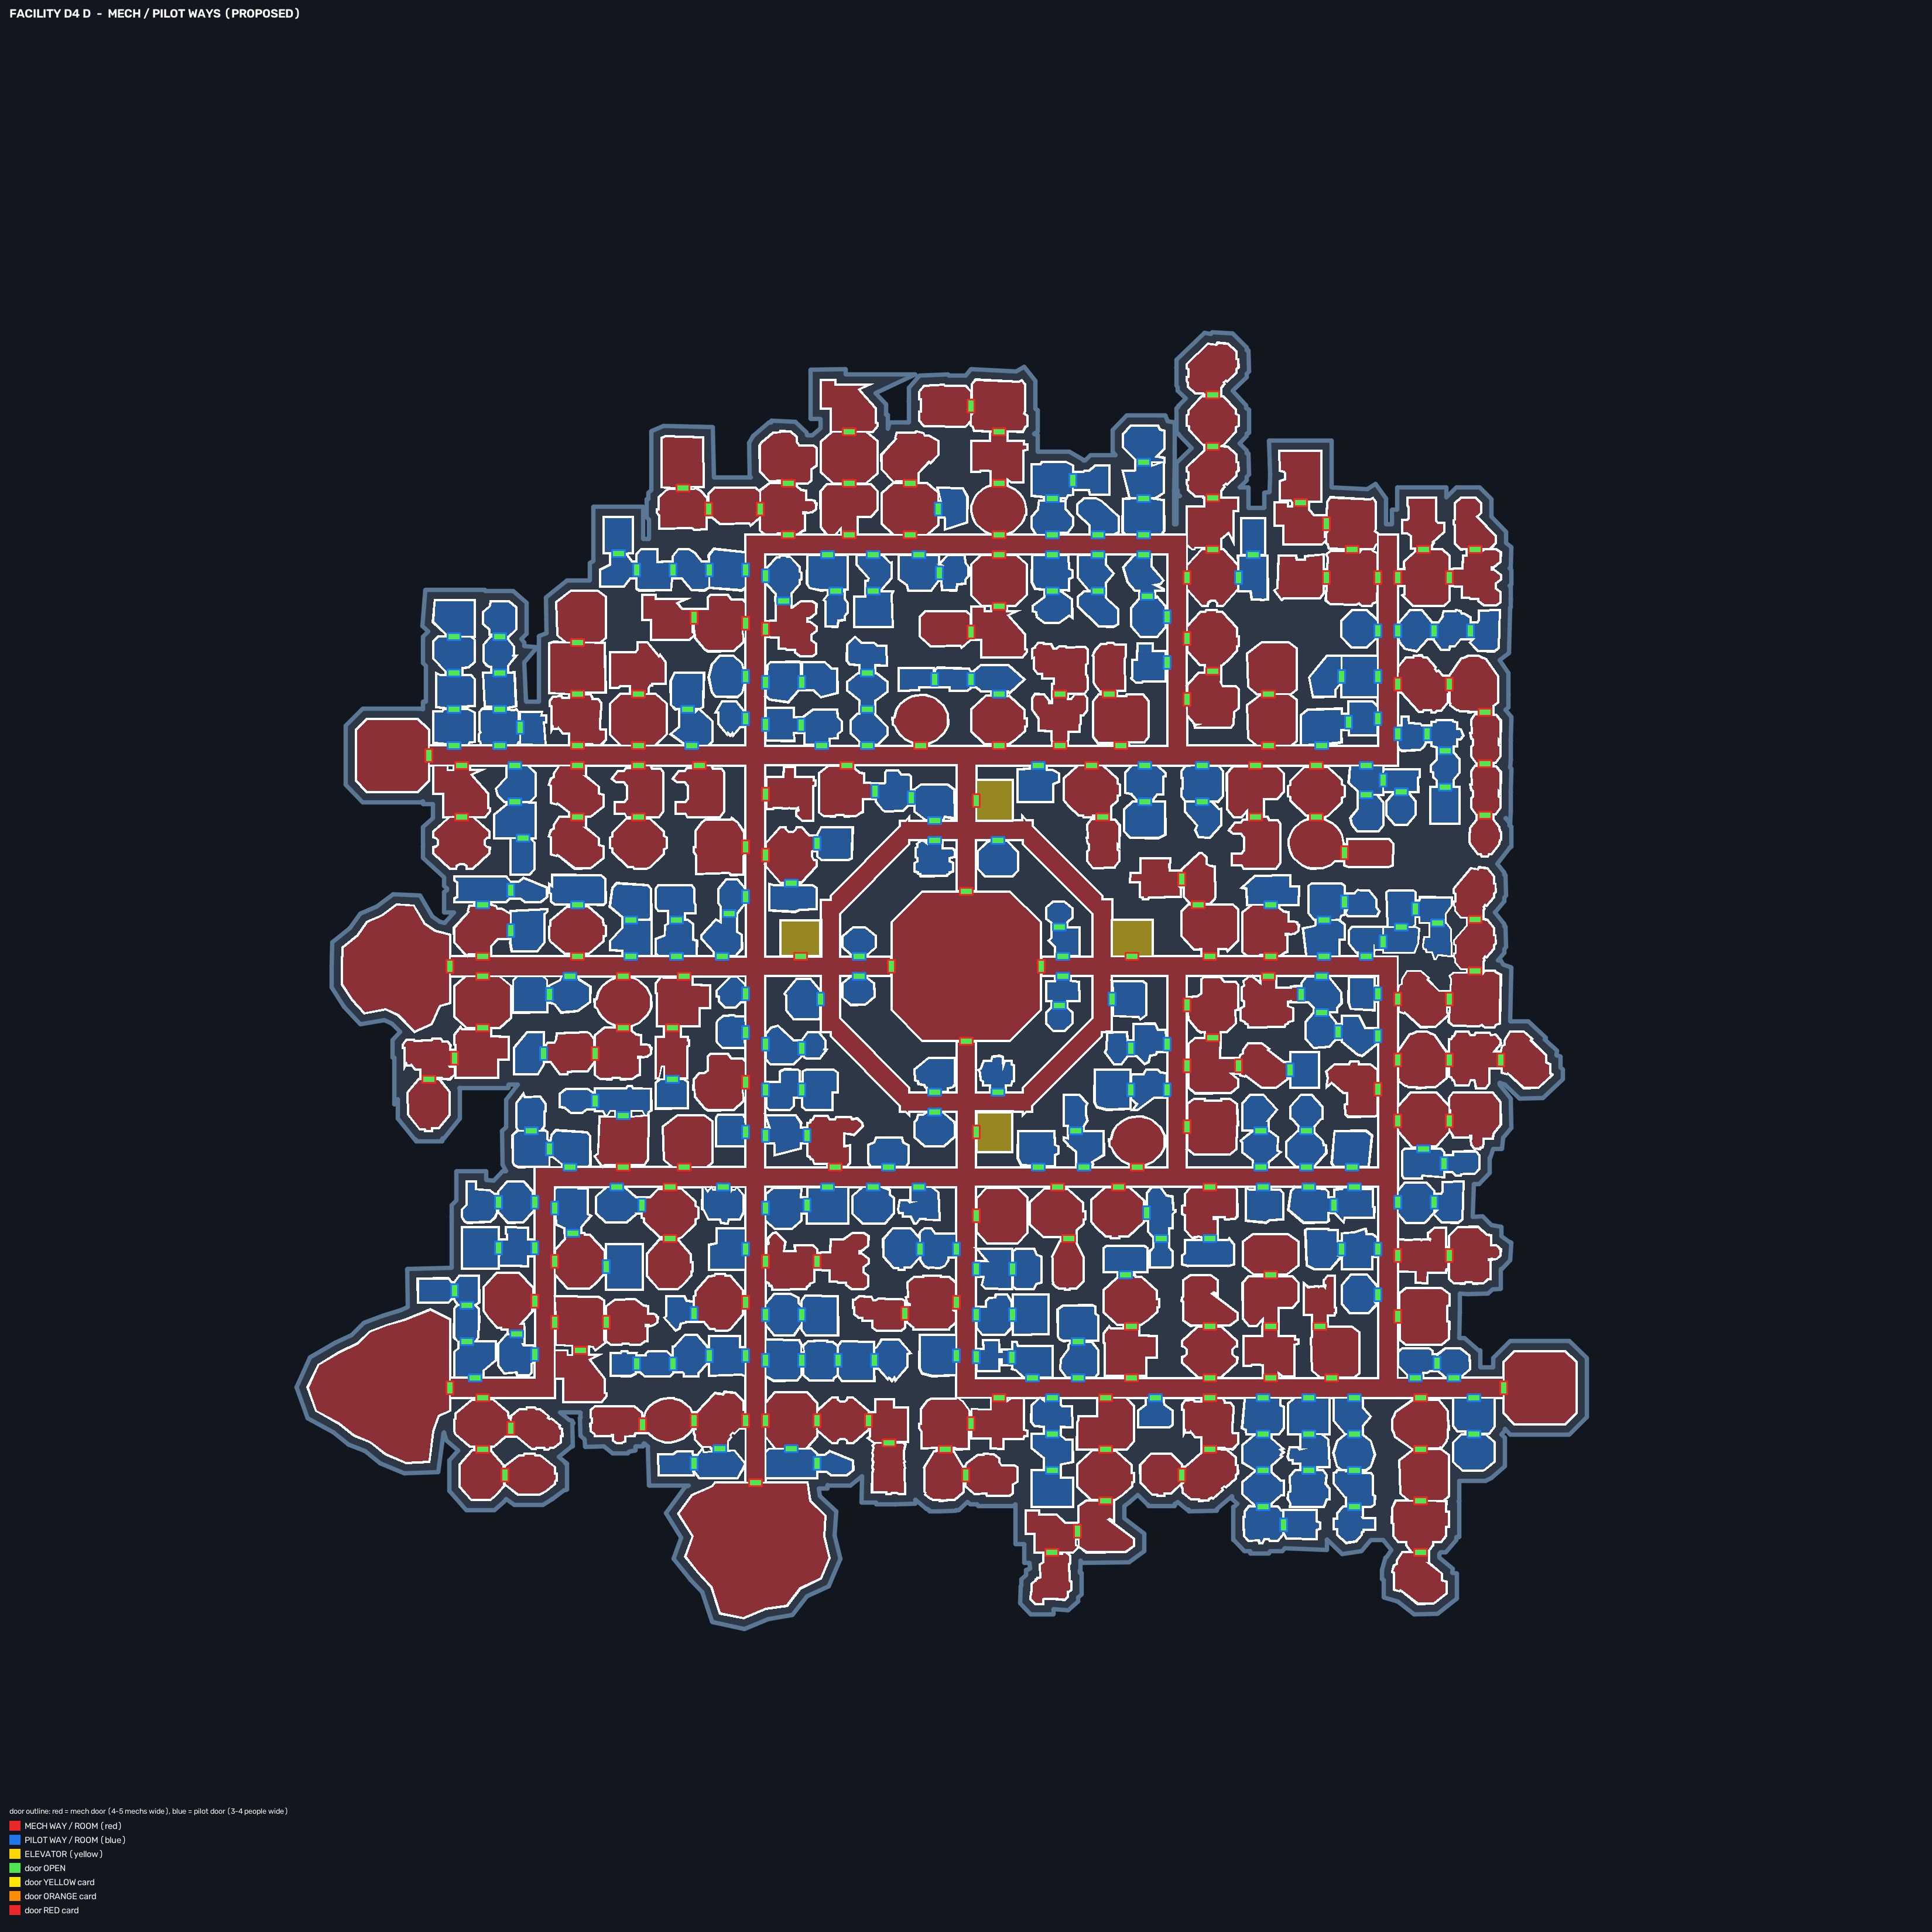 FACILITY D4 D - MECH / PILOT WAYS (PROPOSED)
door outline: red = mech door (4-5 mechs wide), blue = pilot door (3-4 people wide)
MECH WAY / ROOM (red)
PILOT WAY / ROOM (blue)
ELEVATOR (yellow)
door OPEN
door YELLOW card
door ORANGE card
door RED card